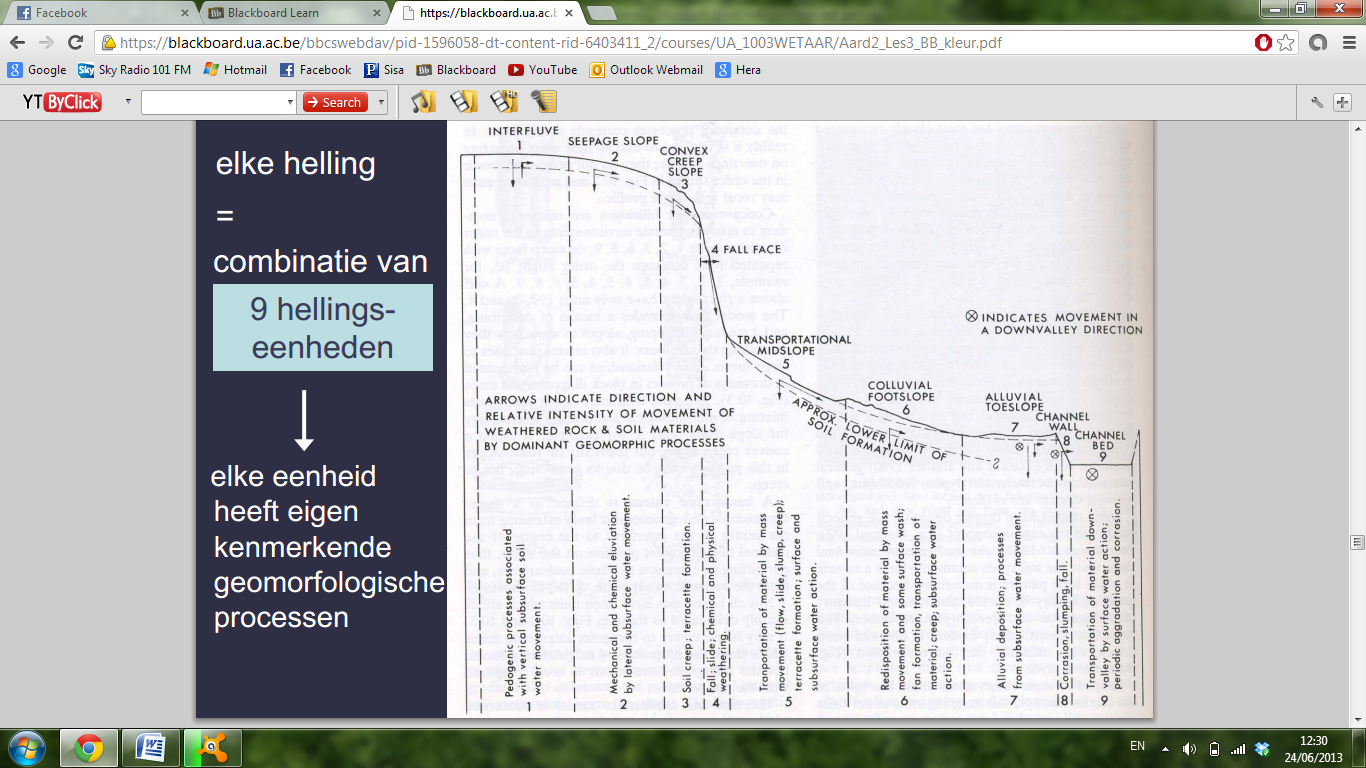 Facebook
Blackboard Learn
https://blackboard.ua.ac.b
https://blackboard.ua.ac.be/bbcswebdav/pid-1596058-dt-content-rid-6403411_2/courses/UA_1003WETAAR/Aard2_Les3_BB_kleur.pdf
Google
Sky Radio 101 FM
Hotmail
Facebook
Sisa
Blackboard
YouTube
Outlook Webmail
Hera
YT ByClick
Search
elke helling
=
combinatie van
9 hellings-
eenheden
elke eenheid
heeft eigen
kenmerkende
geomorfologische
processen
INTERFLUVE
1
SEEPAGE SLOPE
2
CONVEX
CREEP
SLOPE
3
4 FALL FACE
TRANSPORTATIONAL
MIDSLOPE
5
COLLUVIAL
FOOTSLOPE
6
ALLUVIAL
TOESLOPE
7
CHANNEL
WALL
8
CHANNEL
BED
9
⊗ INDICATES MOVEMENT IN
A DOWNVALLEY DIRECTION
ARROWS INDICATE DIRECTION AND
RELATIVE INTENSITY OF MOVEMENT OF
WEATHERED ROCK & SOIL MATERIALS
BY DOMINANT GEOMORPHIC PROCESSES
APPROX. LOWER LIMIT OF
SOIL FORMATION
?
Pedogenic processes associated
with vertical subsurface soil
water movement.
1
Mechanical and chemical eluviation
by lateral subsurface water movement.
2
Soil creep; terracette formation.
3
Fall; slide; chemical and physical
weathering.
4
Tranportation of material by mass
movement (flow, slide, slump, creep);
terracette formation; surface and
subsurface water action.
5
Redisposition of material by mass
movement and some surface wash;
fan formation, transportation of
material; creep; subsurface water
action.
6
Alluvial deposition; processes
from subsurface water movement.
7
Corrasion, slumping, fall.
8
Transportation of material down-
valley by surface water action;
periodic aggradation and corrasion.
9
EN
12:30
24/06/2013